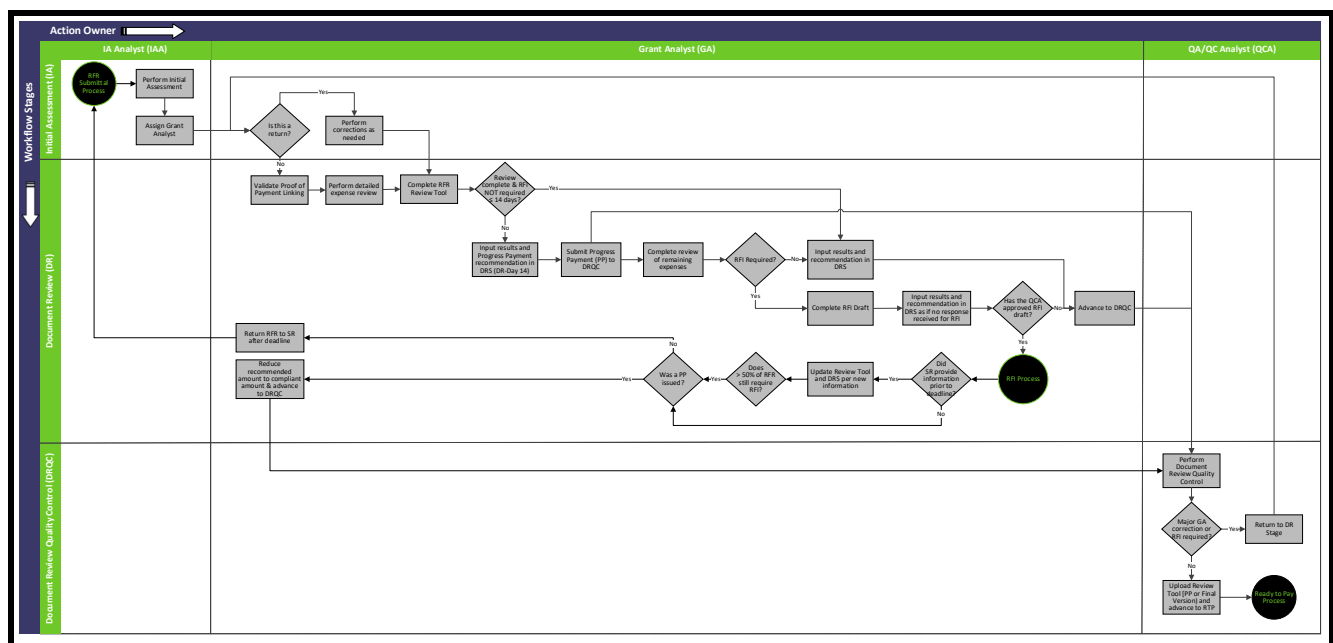 Action Owner
IA Analyst (IAA)
Grant Analyst (GA)
QA/QC Analyst (QCA)
Workflow Stages
Initial Assessment (IA)
RFR
Submittal
Process
Perform Initial
Assessment
Assign Grant
Analyst
Is this a
return?
Yes
Perform
corrections as
needed
No
Document Review (DR)
Validate Proof of
Payment Linking
Perform detailed
expense review
Complete RFR
Review Tool
Review
complete & RFI
NOT required
≤ 14 days?
Yes
No
Input results and
Progress Payment
recommendation in
DRS (DR-Day 14)
Submit Progress
Payment (PP) to
DRQC
Complete review
of remaining
expenses
RFI Required?
No
Input results and
recommendation in
DRS
Yes
Complete RFI Draft
Input results and
recommendation in
DRS as if no response
received for RFI
Has the QCA
approved RFI
draft?
No
Advance to DRQC
Yes
Return RFR to SR
after deadline
No
Reduce
recommended
amount to compliant
amount & advance
to DRQC
Yes
Was a PP
issued?
Yes
Does
> 50% of RFR
still require
RFI?
Update Review Tool
and DRS per new
information
Yes
Did
SR provide
information
prior to
deadline?
No
RFI Process
Document Review Quality Control (DRQC)
Perform
Document
Review Quality
Control
Major GA
correction or
RFI required?
Yes
Return to DR
Stage
No
Upload Review
Tool [PP or Final
Version) and
advance to RTP
Ready to Pay
Process